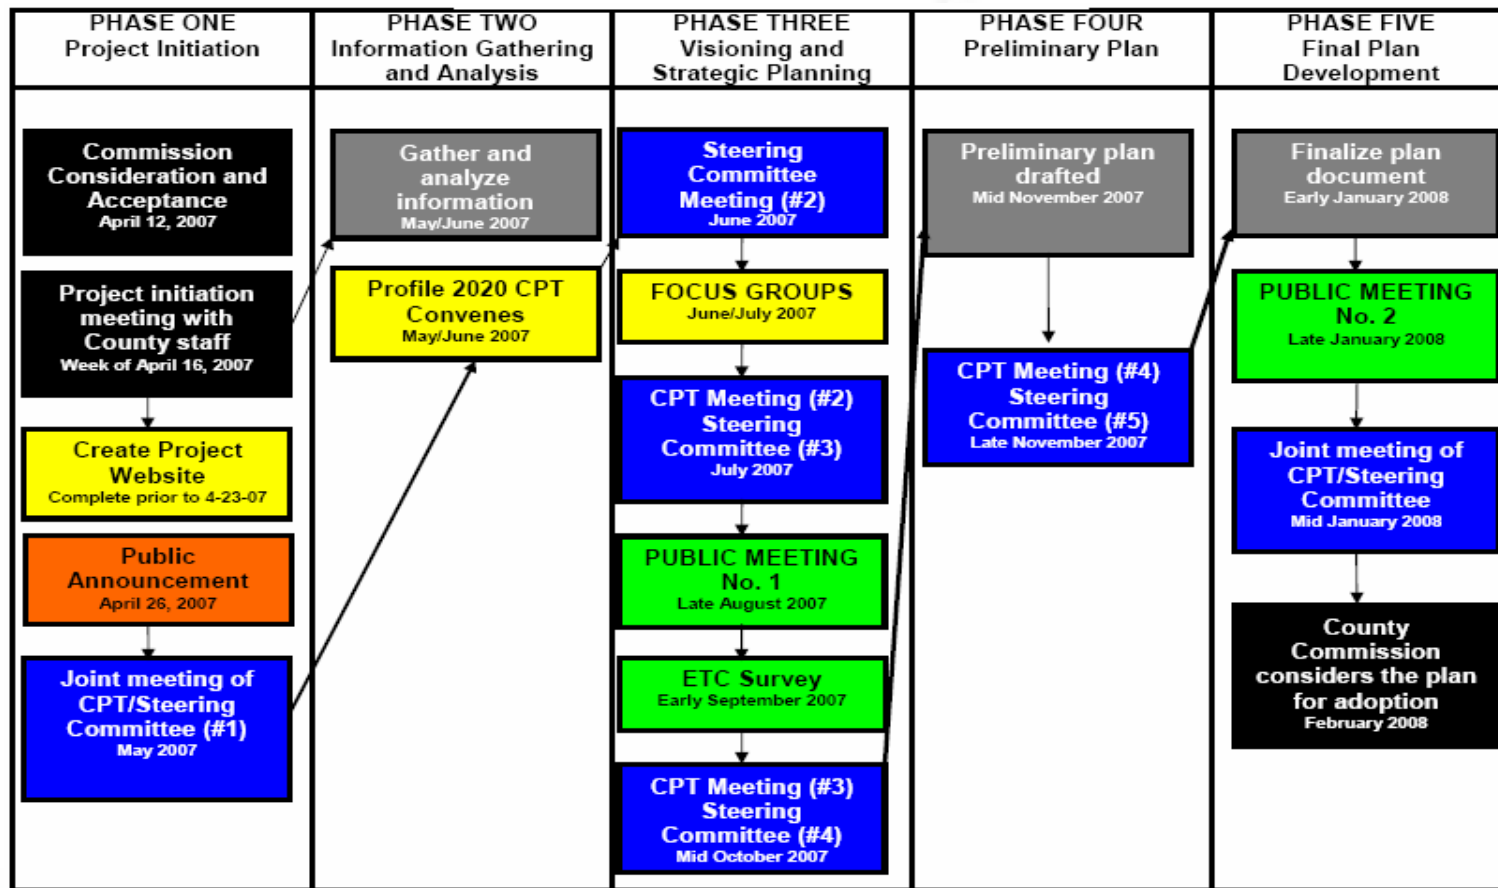 PHASE ONE
Project Initiation
PHASE TWO
Information Gathering
and Analysis
PHASE THREE
Visioning and
Strategic Planning
PHASE FOUR
Preliminary Plan
PHASE FIVE
Final Plan
Development
Commission
Consideration and
Acceptance
April 12, 2007
Project initiation
meeting with
County staff
Week of April 16, 2007
Create Project
Website
Complete prior to 4-23-07
Public
Announcement
April 26, 2007
Joint meeting of
CPT/Steering
Committee (#1)
May 2007
Gather and
analyze
information
May/June 2007
Profile 2020 CPT
Convenes
May/June 2007
Steering
Committee
Meeting (#2)
June 2007
FOCUS GROUPS
June/July 2007
CPT Meeting (#2)
Steering
Committee (#3)
July 2007
PUBLIC MEETING
No. 1
Late August 2007
ETC Survey
Early September 2007
CPT Meeting (#3)
Steering
Committee (#4)
Mid October 2007
Preliminary plan
drafted
Mid November 2007
CPT Meeting (#4)
Steering
Committee (#5)
Late November 2007
Finalize plan
document
Early January 2008
PUBLIC MEETING
No. 2
Late January 2008
Joint meeting of
CPT/Steering
Committee
Mid January 2008
County
Commission
considers the plan
for adoption
February 2008